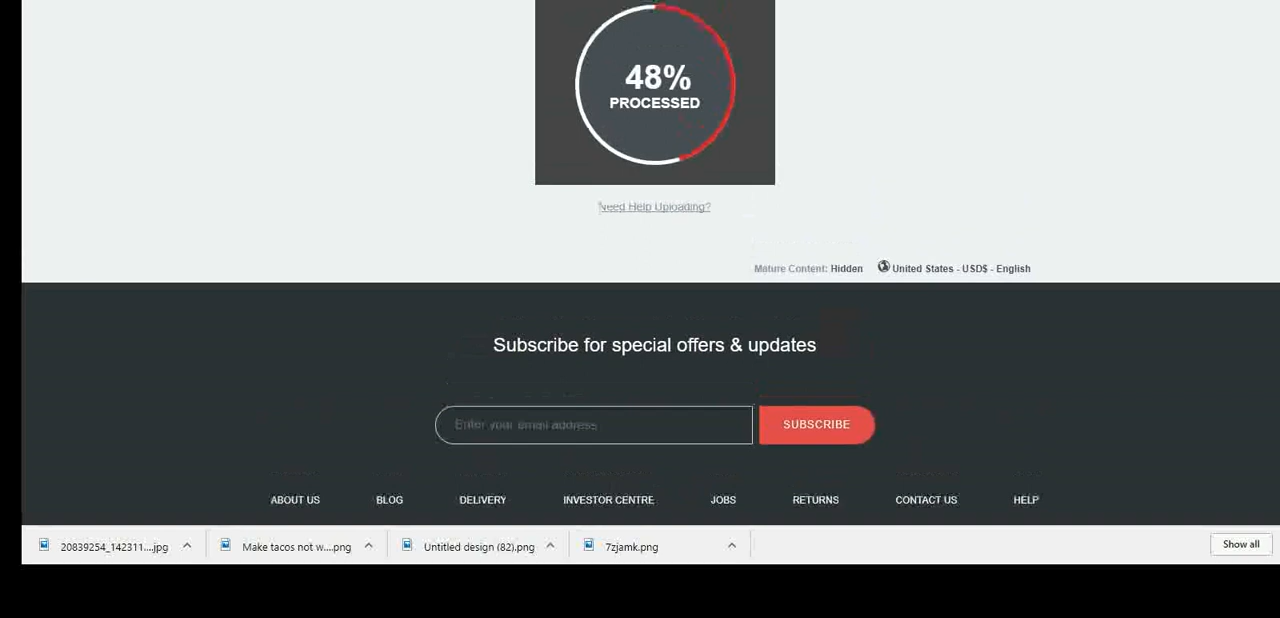 48%
PROCESSED
Need Help Uploading?
Mature Content: Hidden United States - USD$ - English
Subscribe for special offers & updates
Enter your email address
SUBSCRIBE
ABOUT US BLOG DELIVERY INVESTOR CENTRE JOBS RETURNS CONTACT US HELP
20839254_142311....jpg Make tacos not w....png Untitled design (82).png 7zjamk.png Show all